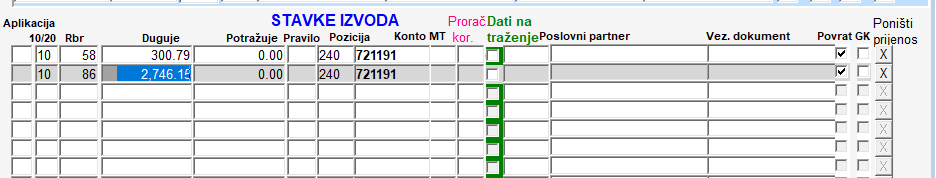 STAVKE IZVODA
Aplikacija 10/20 Rbr Duguje Potražuje Pravilo Pozicija Konto MT Prorač kor. Dati na traženje Poslovni partner Vez. dokument Povrat GK Poništi prijenos
10 58 300.79 0.00 240 721191 X
10 86 2,746.15 0.00 240 721191 X
X
X
X
X
X